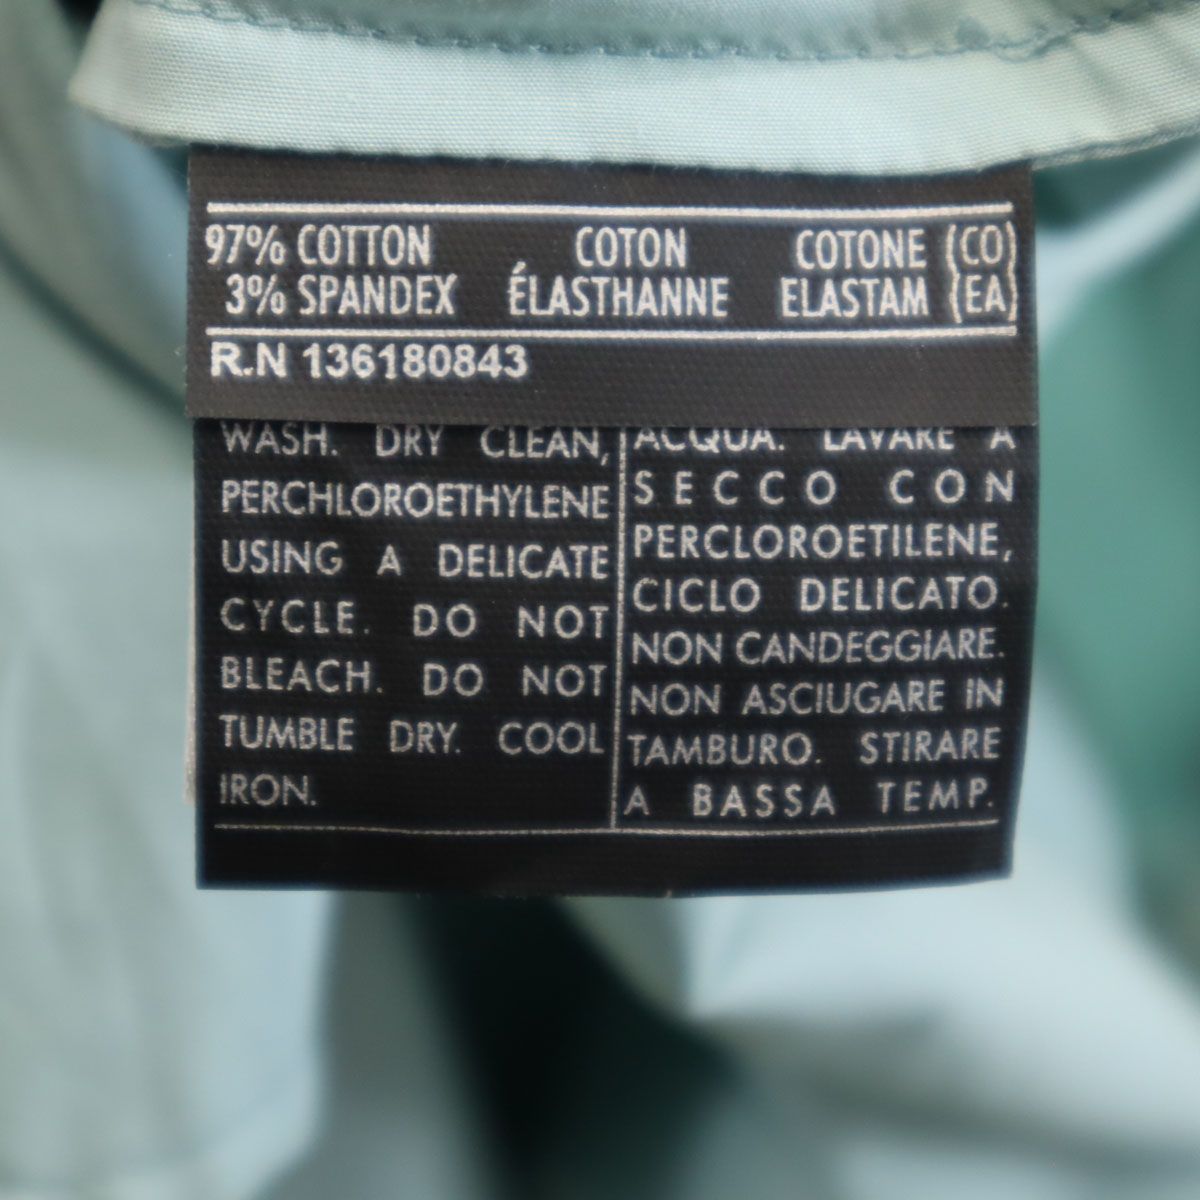 97% COTTON COTON COTONE (CO)
3% SPANDEX ÉLASTHANNE ELASTAM (EA)
R.N 136180843
WASH. DRY CLEAN,
PERCHLOROETHYLENE
USING A DELICATE
CYCLE. DO NOT
BLEACH. DO NOT
TUMBLE DRY. COOL
IRON.
ACQUA. LAVARE A
SECCO CON
PERCLOROETILENE,
CICLO DELICATO.
NON CANDEGGIARE.
NON ASCIUGARE IN
TAMBURO. STIRARE
A BASSA TEMP.